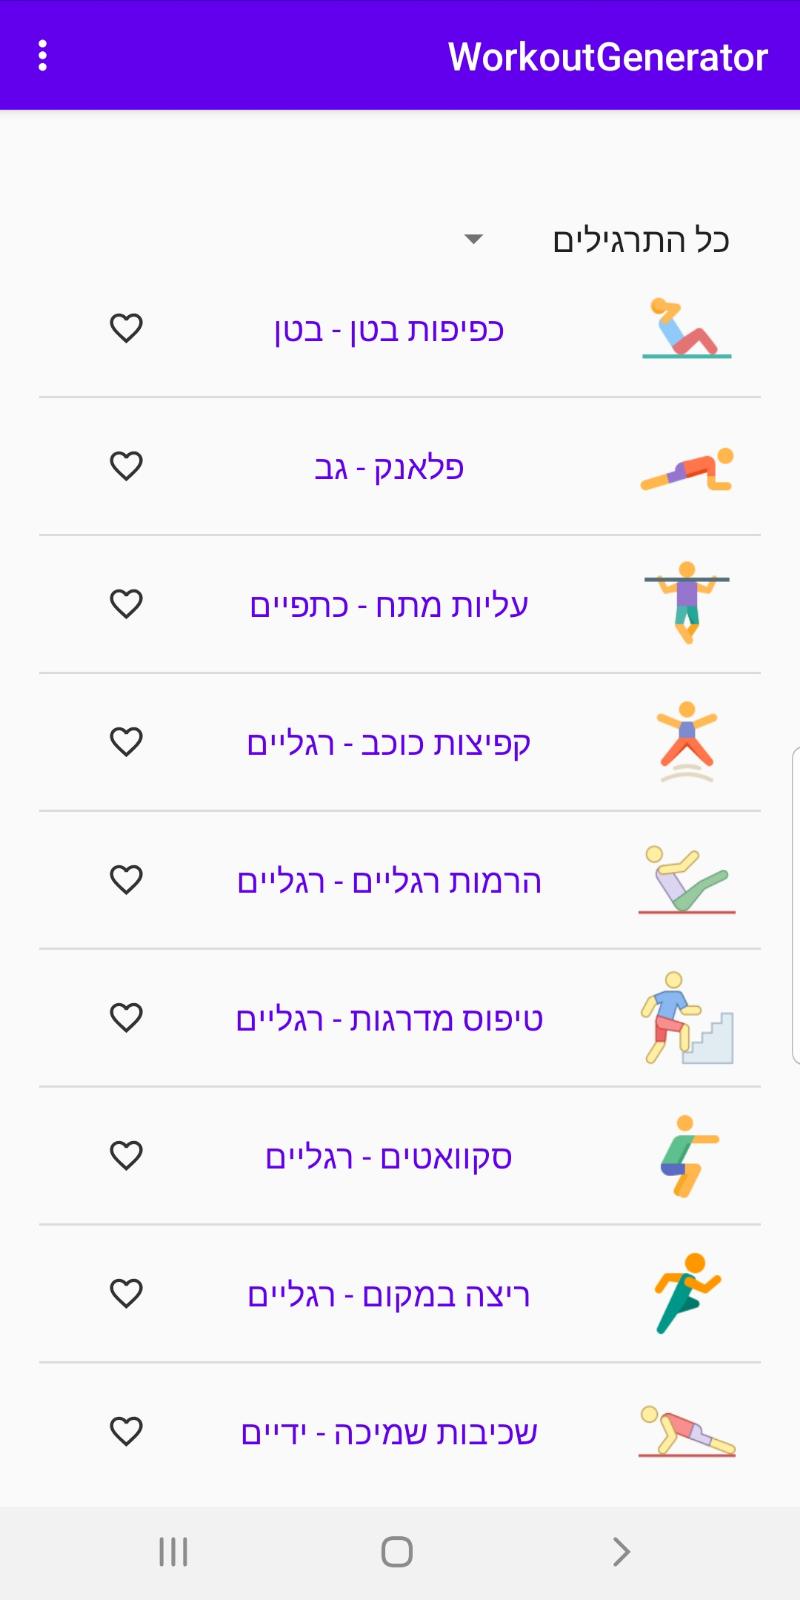 WorkoutGenerator
כל התרגילים
כפיפות בטן - בטן
פלאנק - גב
עליות מתח - כתפיים
קפיצות כוכב - רגליים
הרמות רגליים - רגליים
טיפוס מדרגות - רגליים
סקוואטים - רגליים
ריצה במקום - רגליים
שכיבות שמיכה - ידיים